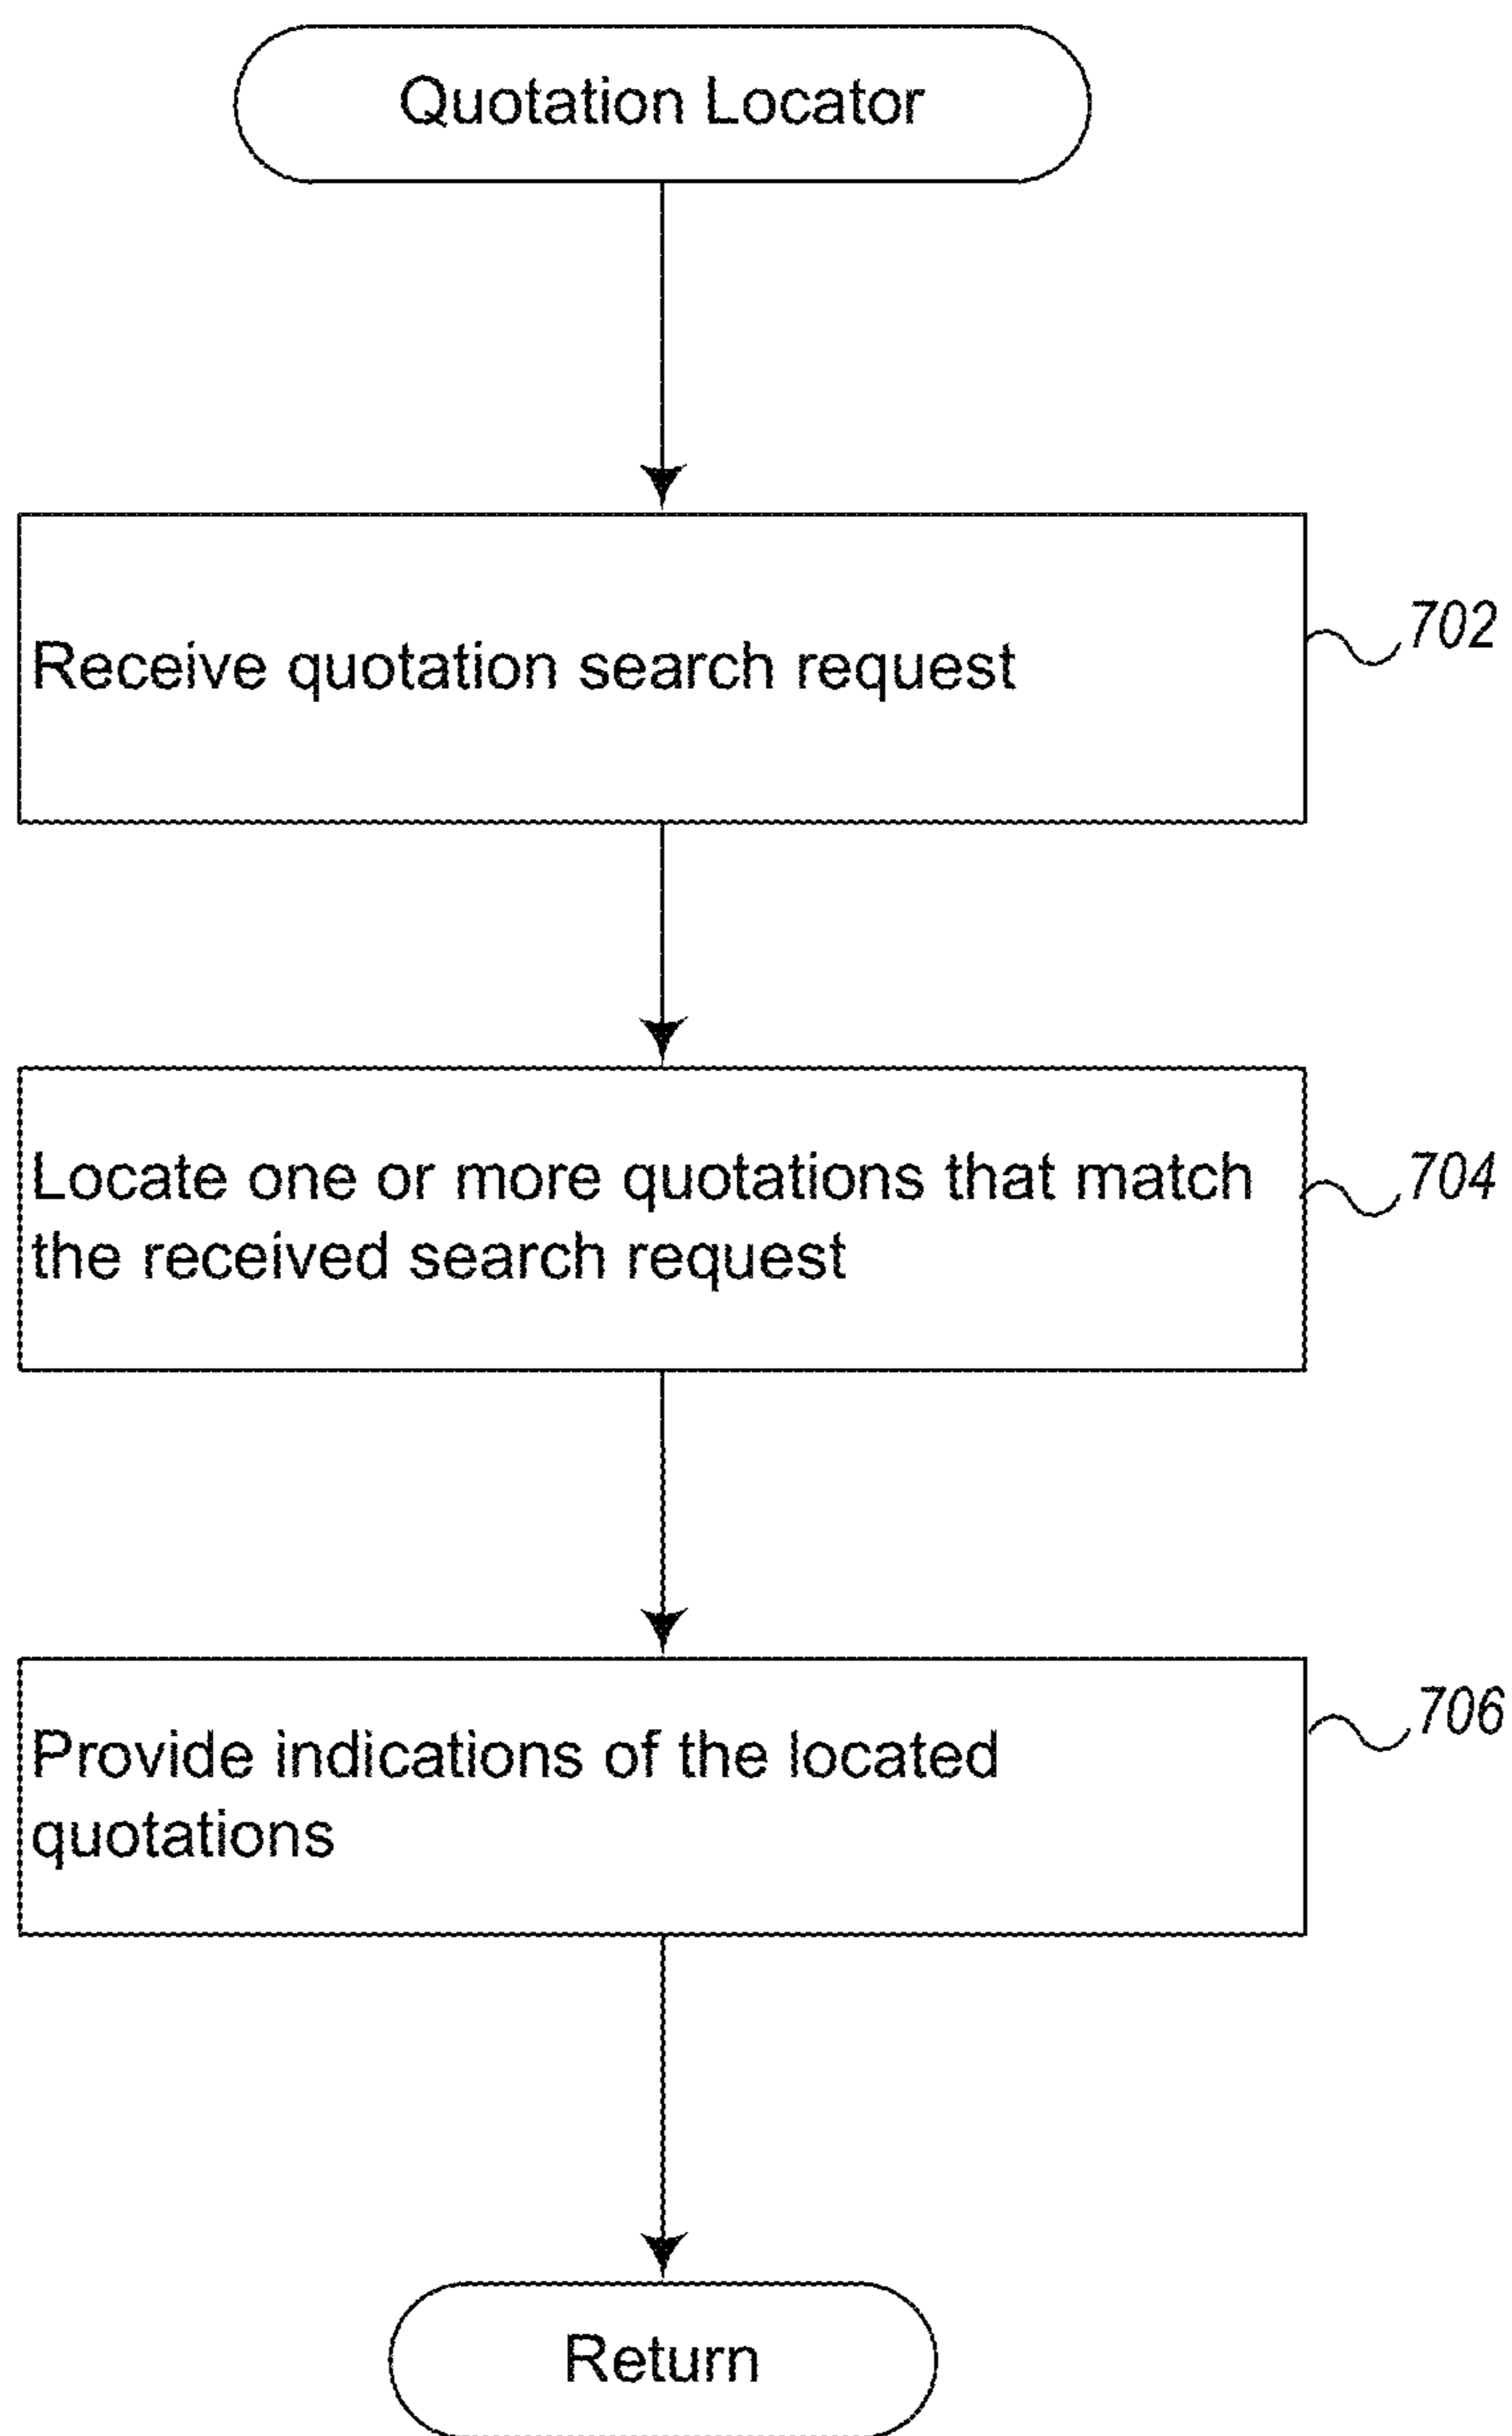 Quotation Locator
Receive quotation search request
702
Locate one or more quotations that match
the received search request
704
Provide indications of the located
quotations
706
Return